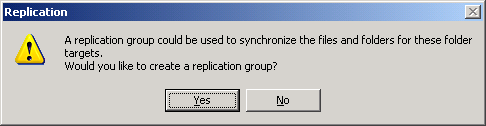 Replication
A replication group could be used to synchronize the files and folders for these folder
targets.
Would you like to create a replication group?
Yes
No